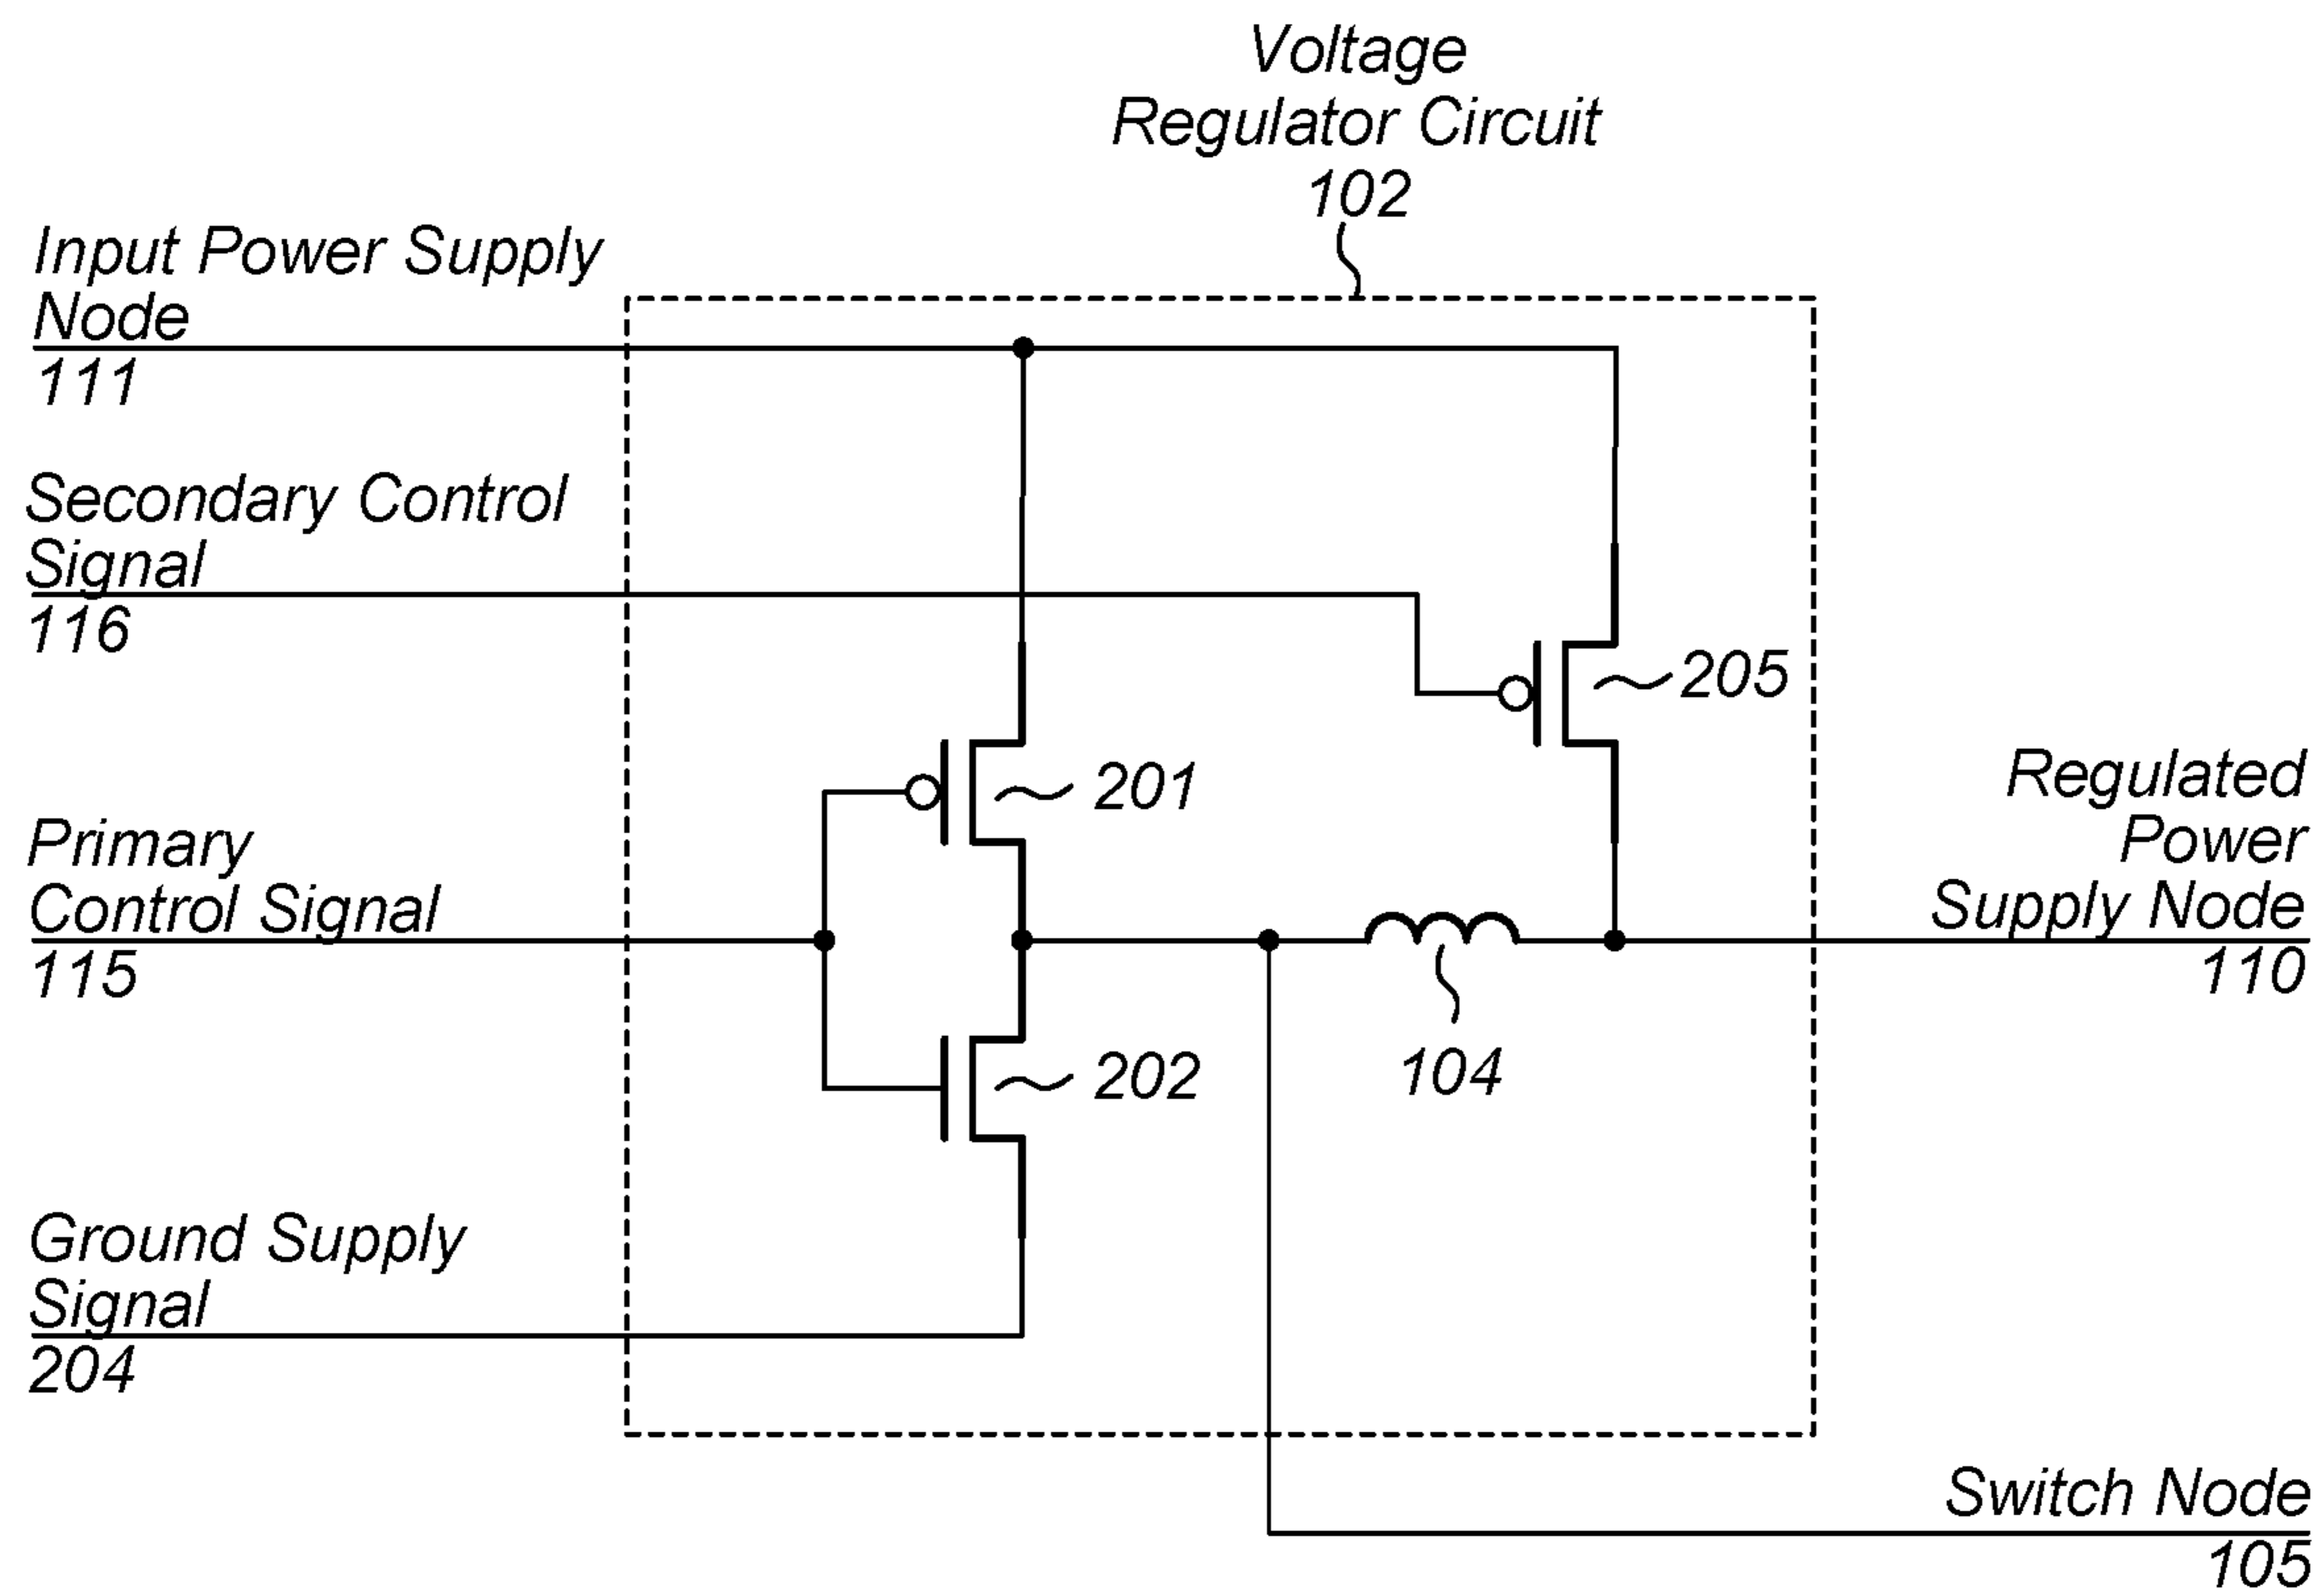 Voltage
Regulator Circuit
102
Input Power Supply
Node
111
Secondary Control
Signal
116
205
201
Regulated
Power
Supply Node
110
Primary
Control Signal
115
202
104
Ground Supply
Signal
204
Switch Node
105